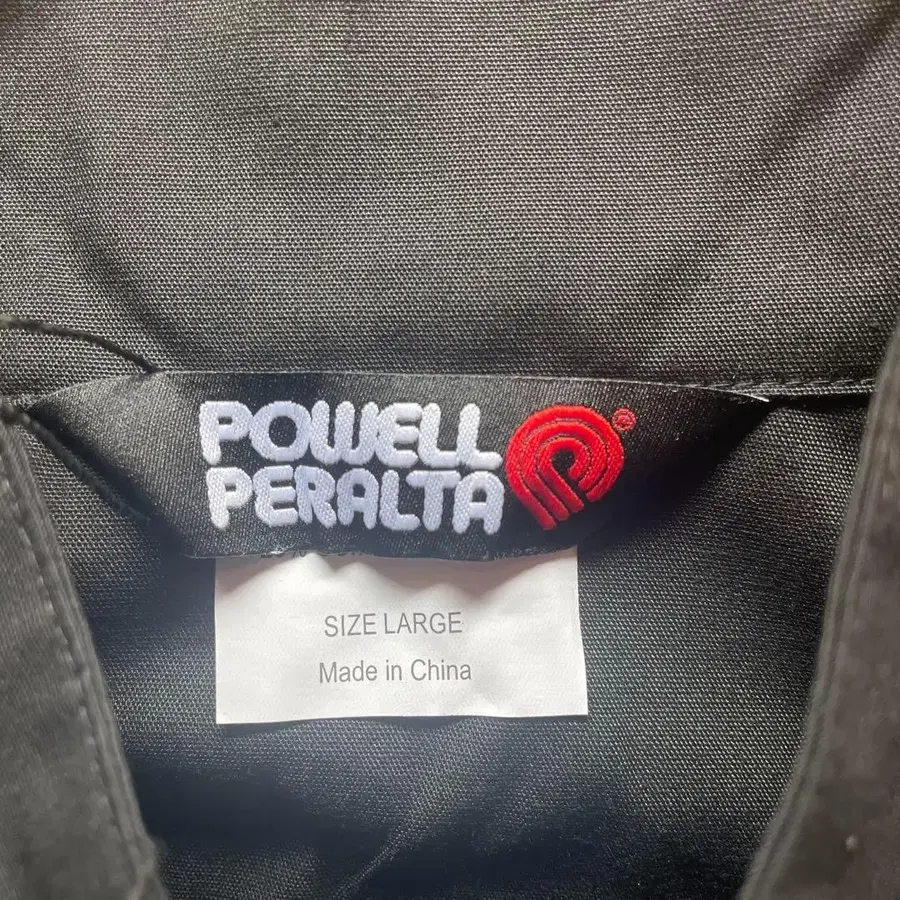 POWELL
PERALTA
®
SIZE LARGE
Made in China